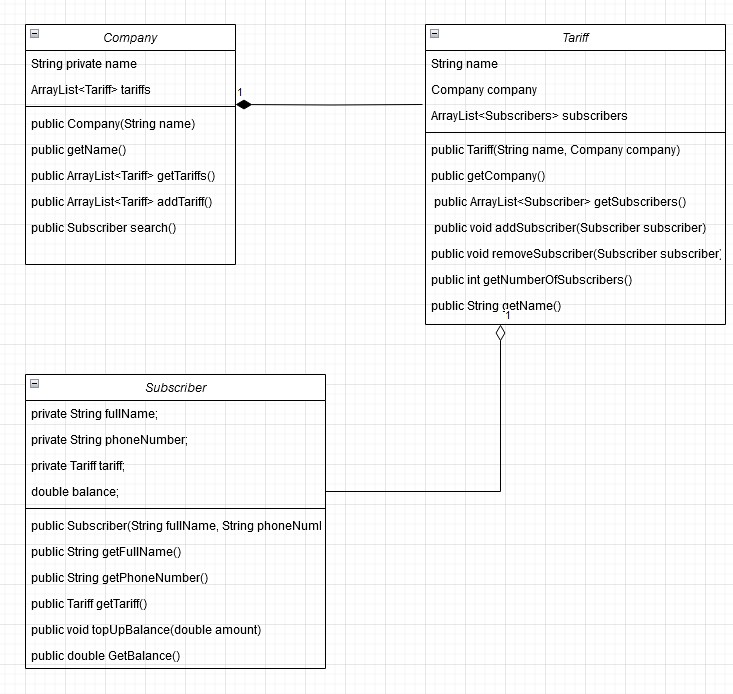 Company
String private name
ArrayList<Tariff> tariffs
public Company(String name)
public getName()
public ArrayList<Tariff> getTariffs()
public ArrayList<Tariff> addTariff()
public Subscriber search()
1
Tariff
String name
Company company
ArrayList<Subscribers> subscribers
public Tariff(String name, Company company)
public getCompany()
public ArrayList<Subscriber> getSubscribers()
public void addSubscriber(Subscriber subscriber)
public void removeSubscriber(Subscriber subscriber)
public int getNumberOfSubscribers()
public String getName()
1
Subscriber
private String fullName;
private String phoneNumber;
private Tariff tariff;
double balance;
public Subscriber(String fullName, String phoneNuml
public String getFullName()
public String getPhoneNumber()
public Tariff getTariff()
public void topUpBalance(double amount)
public double GetBalance()